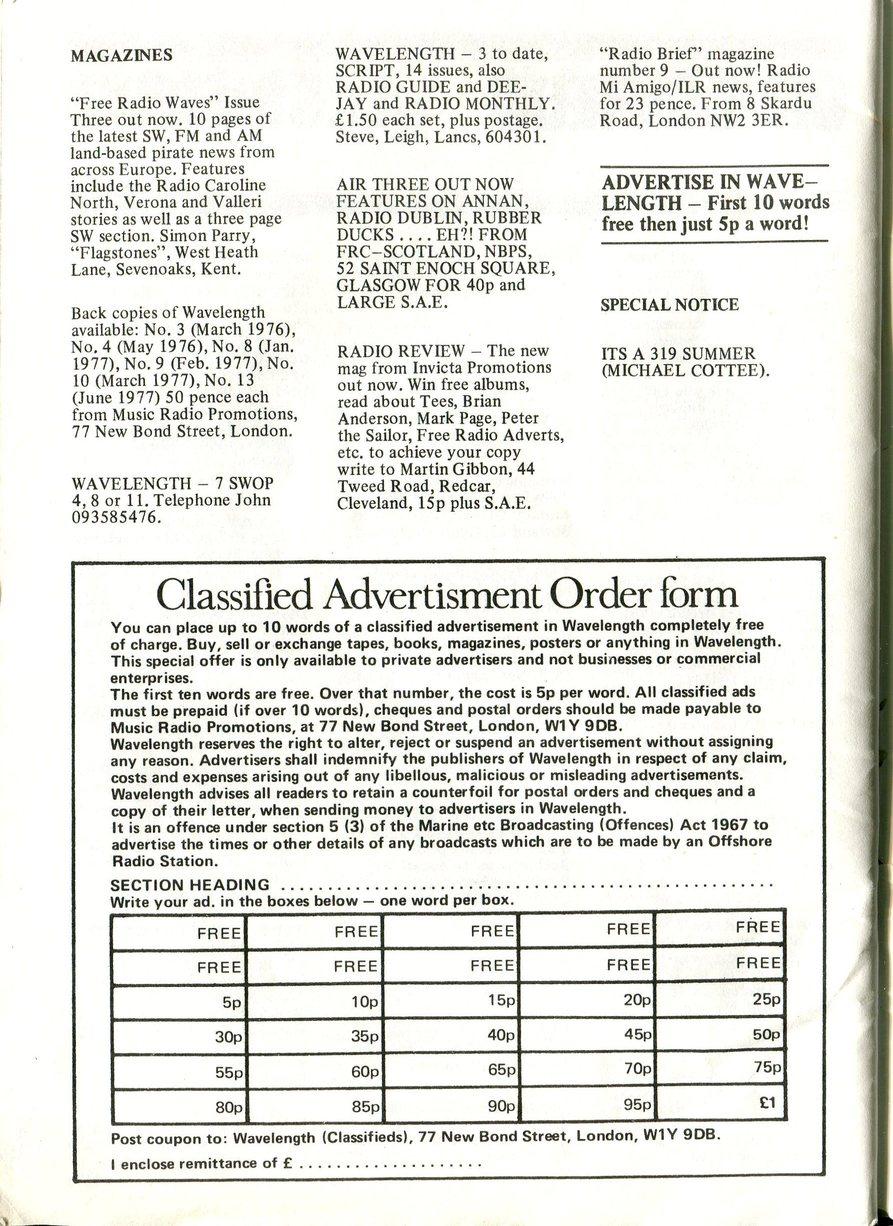 MAGAZINES
“Free Radio Waves” Issue
Three out now. 10 pages of
the latest SW, FM and AM
land-based pirate news from
across Europe. Features
include the Radio Caroline
North, Verona and Valleri
stories as well as a three page
SW section. Simon Parry,
“Flagstones”, West Heath
Lane, Sevenoaks, Kent.
Back copies of Wavelength
available: No. 3 (March 1976),
No. 4 (May 1976), No. 8 (Jan.
1977), No. 9 (Feb. 1977), No.
10 (March 1977), No. 13
(June 1977) 50 pence each
from Music Radio Promotions,
77 New Bond Street, London.
WAVELENGTH – 7 SWOP
4, 8 or 11. Telephone John
093585476.
WAVELENGTH – 3 to date,
SCRIPT, 14 issues, also
RADIO GUIDE and DEE-
JAY and RADIO MONTHLY.
£1.50 each set, plus postage.
Steve, Leigh, Lancs, 604301.
AIR THREE OUT NOW
FEATURES ON ANNAN,
RADIO DUBLIN, RUBBER
DUCKS .... EH?! FROM
FRC–SCOTLAND, NBPS,
52 SAINT ENOCH SQUARE,
GLASGOW FOR 40p and
LARGE S.A.E.
RADIO REVIEW – The new
mag from Invicta Promotions
out now. Win free albums,
read about Tees, Brian
Anderson, Mark Page, Peter
the Sailor, Free Radio Adverts,
etc. to achieve your copy
write to Martin Gibbon, 44
Tweed Road, Redcar,
Cleveland, 15p plus S.A.E.
“Radio Brief” magazine
number 9 – Out now! Radio
Mi Amigo/ILR news, features
for 23 pence. From 8 Skardu
Road, London NW2 3ER.
ADVERTISE IN WAVE–
LENGTH – First 10 words
free then just 5p a word!
SPECIAL NOTICE
ITS A 319 SUMMER
(MICHAEL COTTEE).
Classified Advertisment Order form
You can place up to 10 words of a classified advertisement in Wavelength completely free
of charge. Buy, sell or exchange tapes, books, magazines, posters or anything in Wavelength.
This special offer is only available to private advertisers and not businesses or commercial
enterprises.
The first ten words are free. Over that number, the cost is 5p per word. All classified ads
must be prepaid (if over 10 words), cheques and postal orders should be made payable to
Music Radio Promotions, at 77 New Bond Street, London, W1Y 9DB.
Wavelength reserves the right to alter, reject or suspend an advertisement without assigning
any reason. Advertisers shall indemnify the publishers of Wavelength in respect of any claim,
costs and expenses arising out of any libellous, malicious or misleading advertisements.
Wavelength advises all readers to retain a counterfoil for postal orders and cheques and a
copy of their letter, when sending money to advertisers in Wavelength.
It is an offence under section 5 (3) of the Marine etc Broadcasting (Offences) Act 1967 to
advertise the times or other details of any broadcasts which are to be made by an Offshore
Radio Station.
SECTION HEADING ....................................................
Write your ad. in the boxes below – one word per box.
FREE FREE FREE FREE FREE
FREE FREE FREE FREE FREE
5p 10p 15p 20p 25p
30p 35p 40p 45p 50p
55p 60p 65p 70p 75p
80p 85p 90p 95p £1
Post coupon to: Wavelength (Classifieds), 77 New Bond Street, London, W1Y 9DB.
I enclose remittance of £ ....................